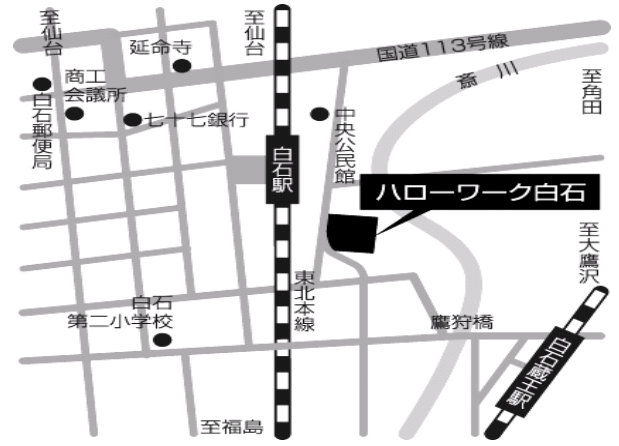 至仙台
至仙台
延命寺
国道113号線
斎川
至角田
商工
会議所
白石郵便局
七十七銀行
中央公民館
白石駅
ハローワーク白石
至大鷹沢
東北本線
白石
第二小学校
鷹狩橋
白石蔵王駅
至福島